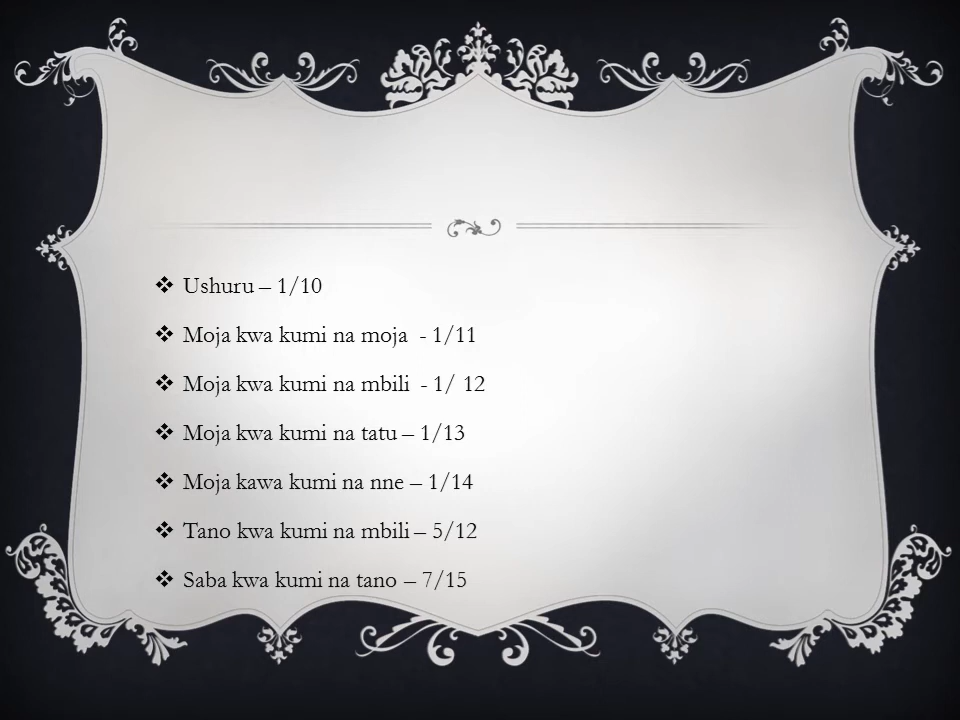 ❖ Ushuru – 1/10
❖ Moja kwa kumi na moja - 1/11
❖ Moja kwa kumi na mbili - 1/ 12
❖ Moja kwa kumi na tatu – 1/13
❖ Moja kawa kumi na nne – 1/14
❖ Tano kwa kumi na mbili – 5/12
❖ Saba kwa kumi na tano – 7/15